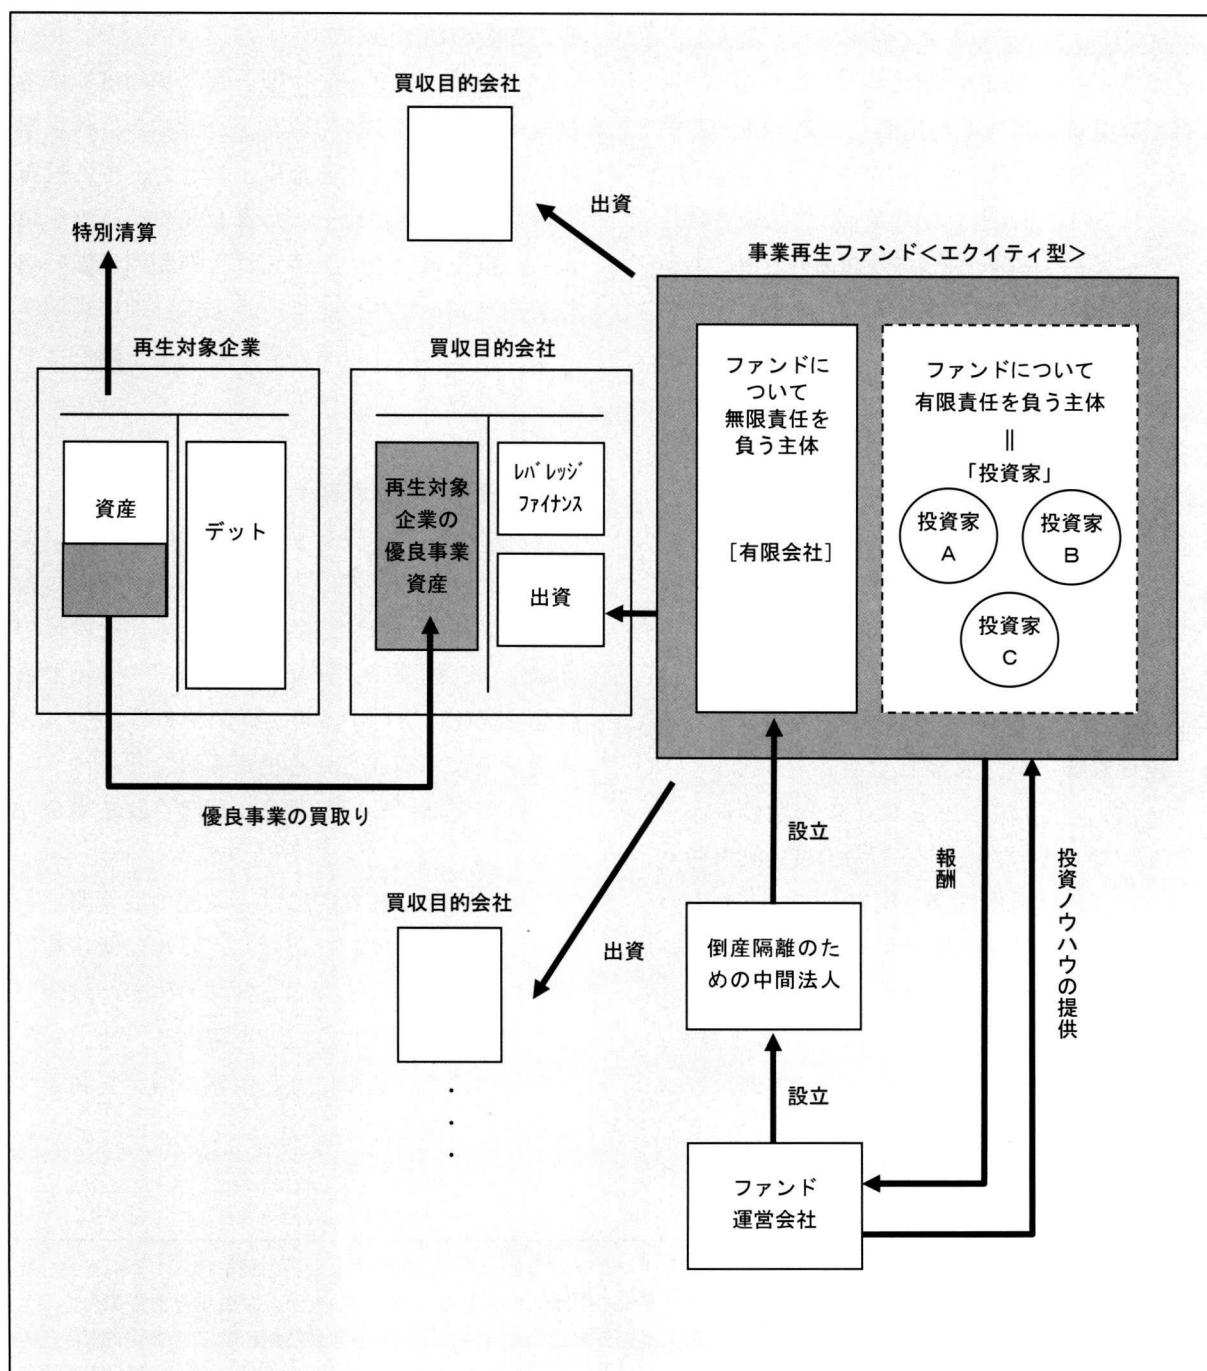 買収目的会社
出資
特別清算
事業再生ファンド＜エクイティ型＞
再生対象企業
買収目的会社
資産
デット
再生対象
企業の
優良事業
資産
ﾚﾊﾞﾚｯｼﾞ
ﾌｧｲﾅﾝｽ
出資
ファンドに
ついて
無限責任を
負う主体
［有限会社］
ファンドについて
有限責任を負う主体
॥
「投資家」
投資家
A
投資家
B
投資家
C
優良事業の買取り
設立
報酬
投資ノウハウの提供
買収目的会社
出資
倒産隔離のた
めの中間法人
設立
ファンド
運営会社